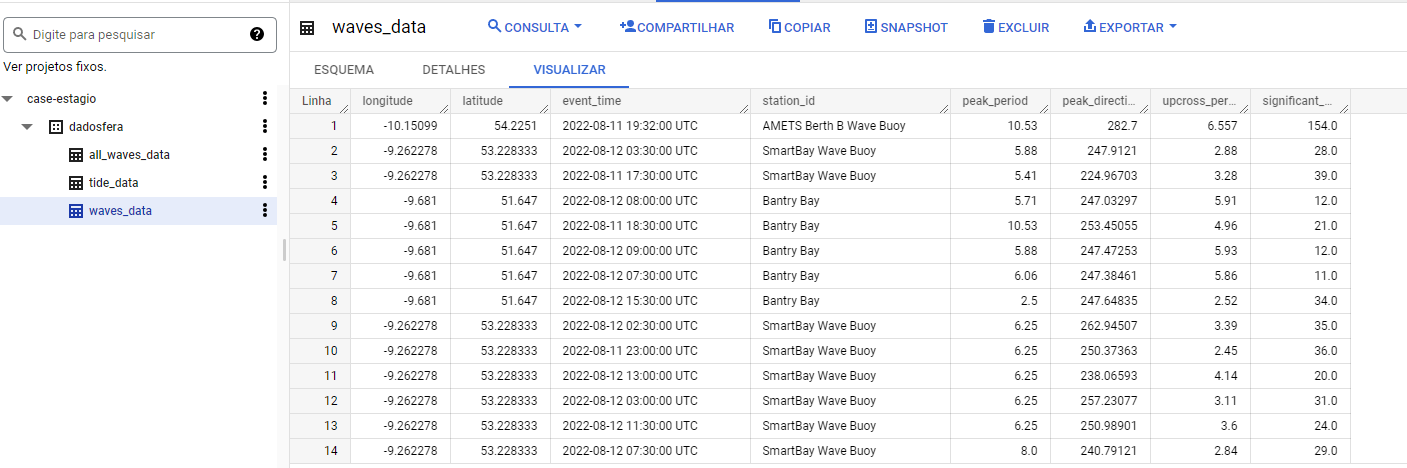 Digite para pesquisar
Ver projetos fixos.
case-estagio
dadosfera
all_waves_data
tide_data
waves_data
waves_data CONSULTA COMPARTILHAR COPIAR SNAPSHOT EXCLUIR EXPORTAR
ESQUEMA DETALHES VISUALIZAR
Linha longitude latitude event_time station_id peak_period peak_directi... upcross_per... significant_...
1 -10.15099 54.2251 2022-08-11 19:32:00 UTC AMETS Berth B Wave Buoy 10.53 282.7 6.557 154.0
2 -9.262278 53.228333 2022-08-12 03:30:00 UTC SmartBay Wave Buoy 5.88 247.9121 2.88 28.0
3 -9.262278 53.228333 2022-08-11 17:30:00 UTC SmartBay Wave Buoy 5.41 224.96703 3.28 39.0
4 -9.681 51.647 2022-08-12 08:00:00 UTC Bantry Bay 5.71 247.03297 5.91 12.0
5 -9.681 51.647 2022-08-11 18:30:00 UTC Bantry Bay 10.53 253.45055 4.96 21.0
6 -9.681 51.647 2022-08-12 09:00:00 UTC Bantry Bay 5.88 247.47253 5.93 12.0
7 -9.681 51.647 2022-08-12 07:30:00 UTC Bantry Bay 6.06 247.38461 5.86 11.0
8 -9.681 51.647 2022-08-12 15:30:00 UTC Bantry Bay 2.5 247.64835 2.52 34.0
9 -9.262278 53.228333 2022-08-12 02:30:00 UTC SmartBay Wave Buoy 6.25 262.94507 3.39 35.0
10 -9.262278 53.228333 2022-08-11 23:00:00 UTC SmartBay Wave Buoy 6.25 250.37363 2.45 36.0
11 -9.262278 53.228333 2022-08-12 13:00:00 UTC SmartBay Wave Buoy 6.25 238.06593 4.14 20.0
12 -9.262278 53.228333 2022-08-12 03:00:00 UTC SmartBay Wave Buoy 6.25 257.23077 3.11 31.0
13 -9.262278 53.228333 2022-08-12 11:30:00 UTC SmartBay Wave Buoy 6.25 250.98901 3.6 24.0
14 -9.262278 53.228333 2022-08-12 07:30:00 UTC SmartBay Wave Buoy 8.0 240.79121 2.84 29.0